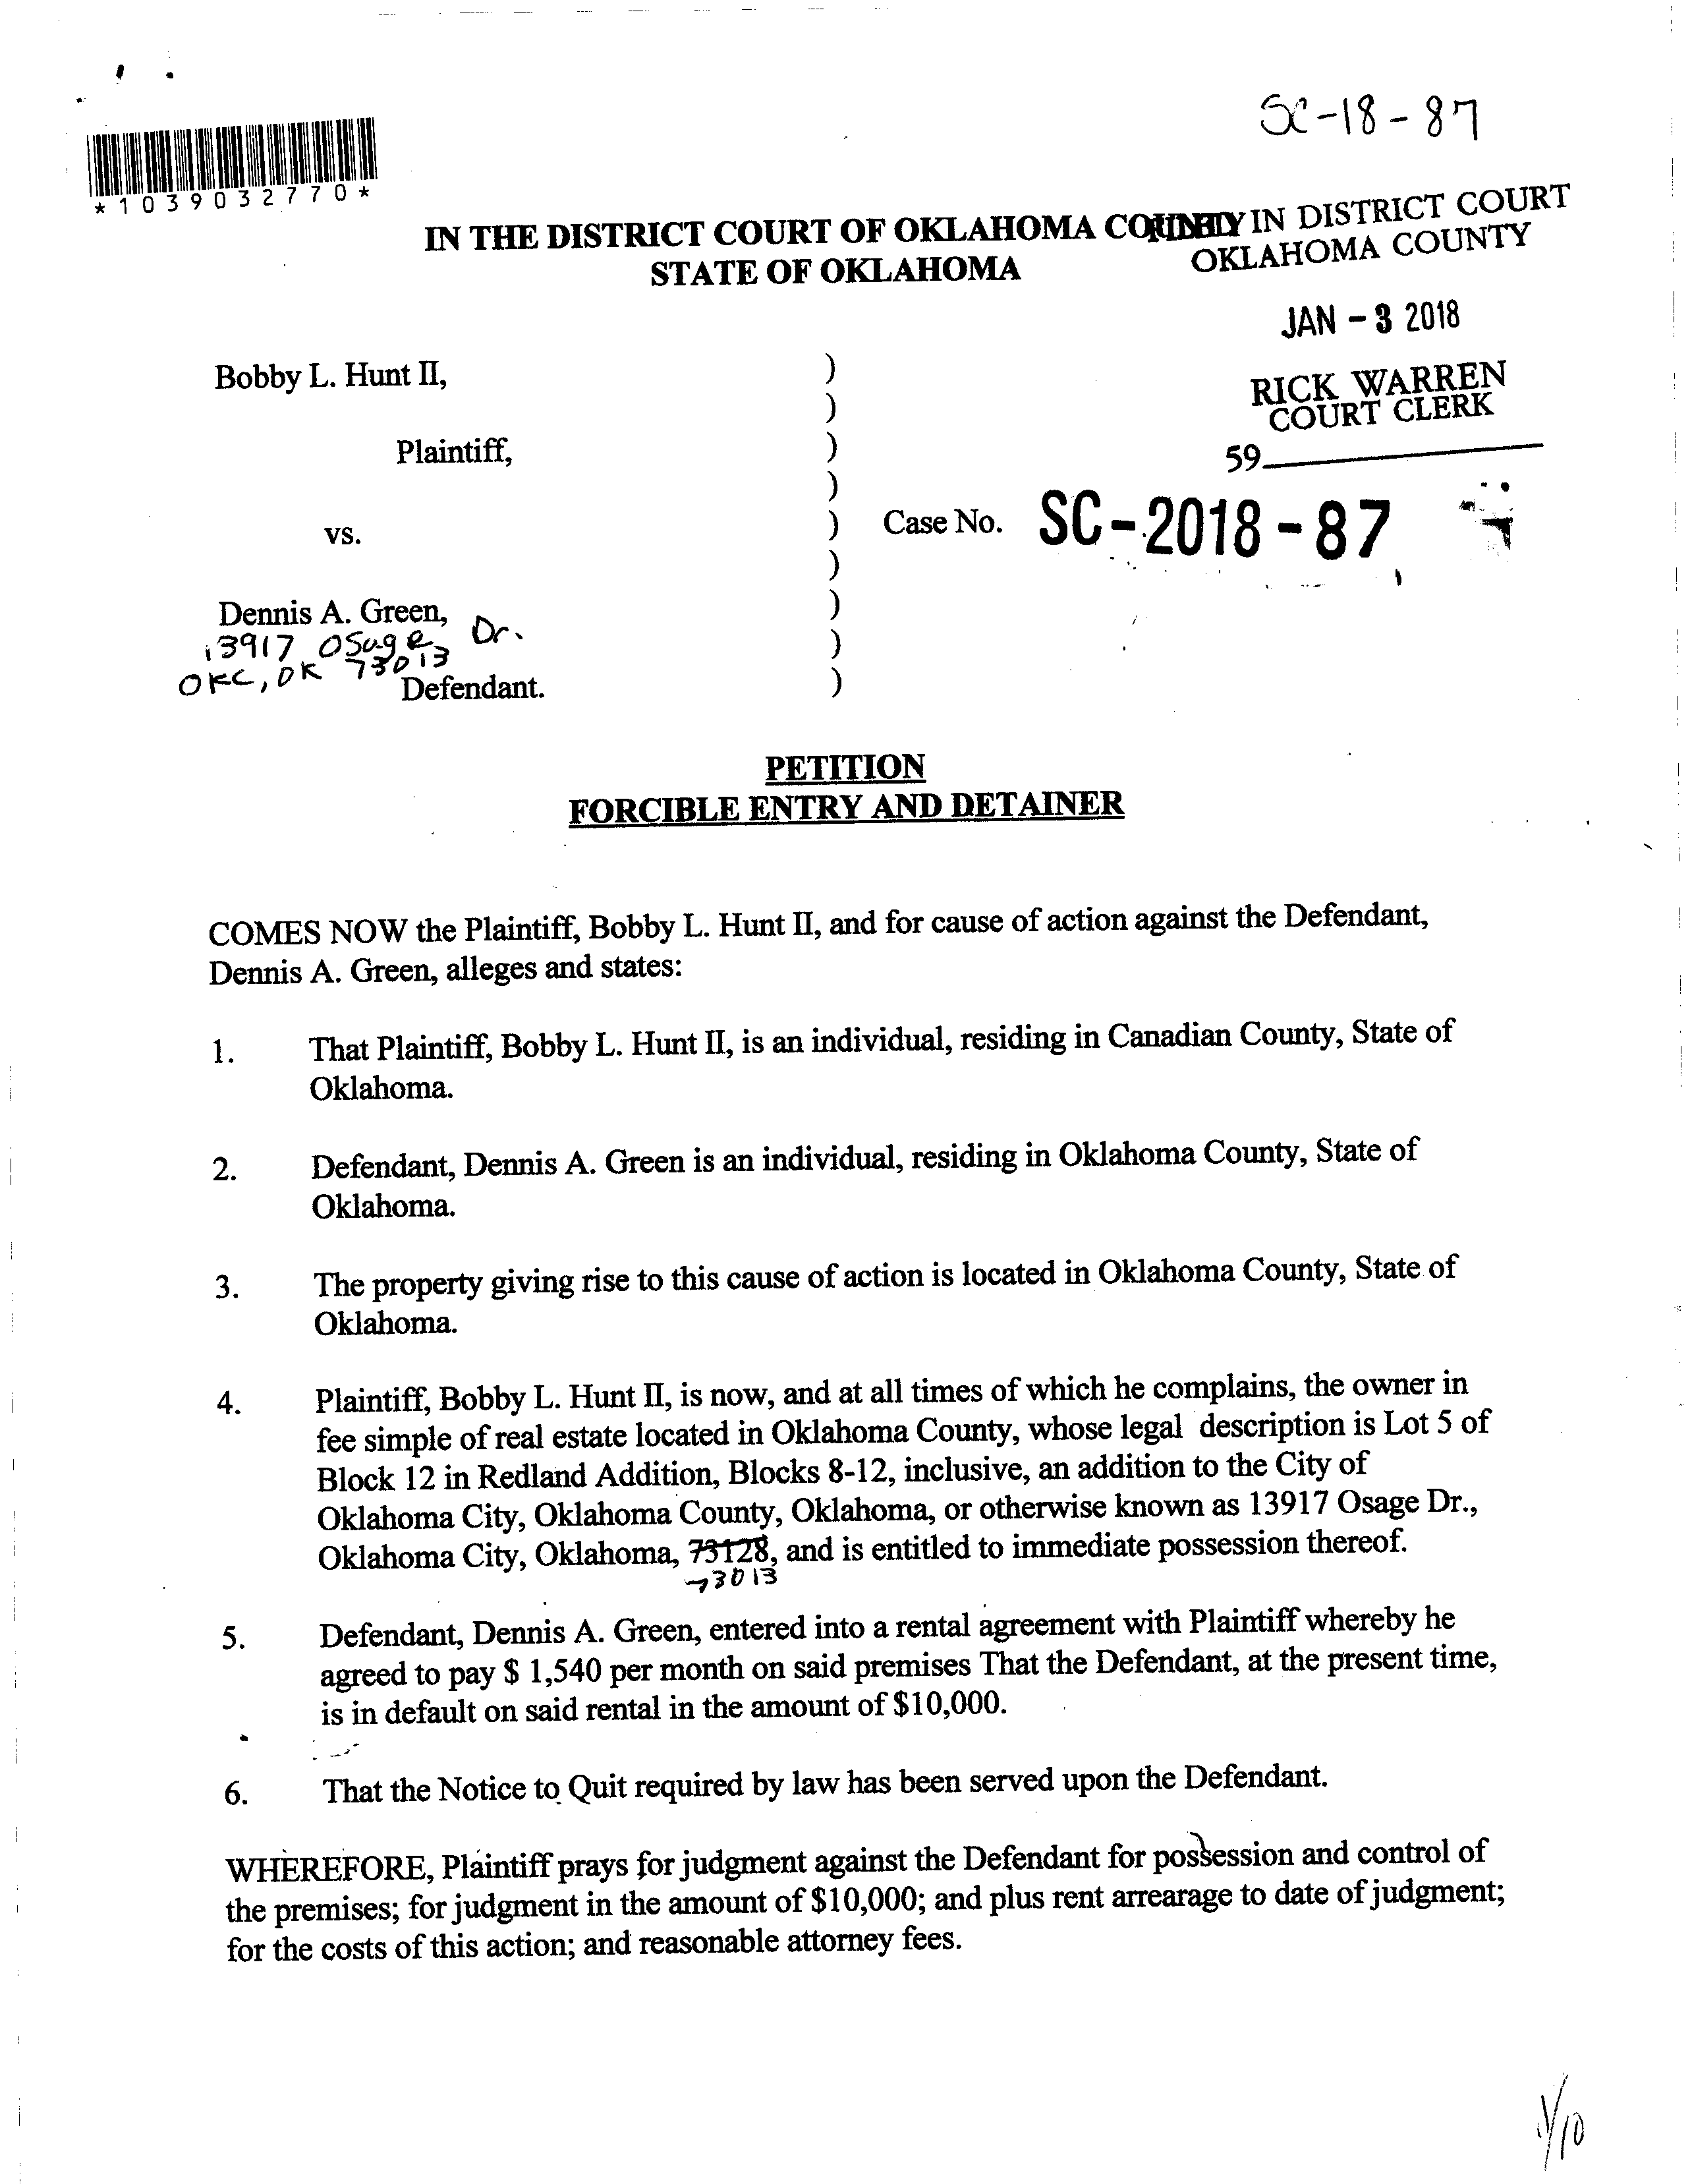 SC-18-87
*1039032770*
IN THE DISTRICT COURT OF OKLAHOMA COUNTY
STATE OF OKLAHOMA
FILED IN DISTRICT COURT
OKLAHOMA COUNTY
JAN - 3 2018
RICK WARREN
COURT CLERK
59
Bobby L. Hunt II,
Plaintiff,
vs.
Case No. SC-2018-87
Dennis A. Green,
13917 Osage Dr.
OKC, OK 73013
Defendant.
)
)
)
)
)
)
)
)
)
PETITION
FORCIBLE ENTRY AND DETAINER
COMES NOW the Plaintiff, Bobby L. Hunt II, and for cause of action against the Defendant,
Dennis A. Green, alleges and states:
1. That Plaintiff, Bobby L. Hunt II, is an individual, residing in Canadian County, State of
Oklahoma.
2. Defendant, Dennis A. Green is an individual, residing in Oklahoma County, State of
Oklahoma.
3. The property giving rise to this cause of action is located in Oklahoma County, State of
Oklahoma.
4. Plaintiff, Bobby L. Hunt II, is now, and at all times of which he complains, the owner in
fee simple of real estate located in Oklahoma County, whose legal description is Lot 5 of
Block 12 in Redland Addition, Blocks 8-12, inclusive, an addition to the City of
Oklahoma City, Oklahoma County, Oklahoma, or otherwise known as 13917 Osage Dr.,
Oklahoma City, Oklahoma, 73128, and is entitled to immediate possession thereof.
73013
5. Defendant, Dennis A. Green, entered into a rental agreement with Plaintiff whereby he
agreed to pay $ 1,540 per month on said premises That the Defendant, at the present time,
is in default on said rental in the amount of $10,000.
6. That the Notice to Quit required by law has been served upon the Defendant.
WHEREFORE, Plaintiff prays for judgment against the Defendant for possession and control of
the premises; for judgment in the amount of $10,000; and plus rent arrearage to date of judgment;
for the costs of this action; and reasonable attorney fees.
1/10